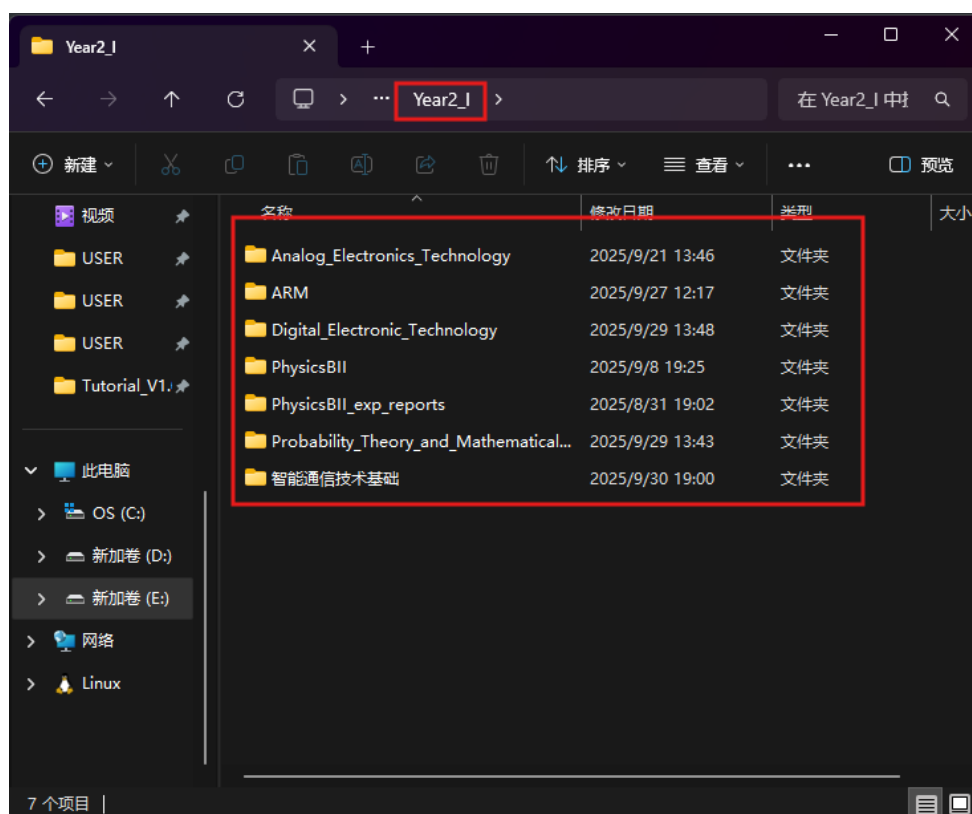 Year2_I
Year2_I
在 Year2_I 中
新建
排序
查看
预览
视频
USER
USER
USER
Tutorial_V1.
此电脑
OS (C:)
新加卷 (D:)
新加卷 (E:)
网络
Linux
名称 修改日期 类型 大小
Analog_Electronics_Technology 2025/9/21 13:46 文件夹
ARM 2025/9/27 12:17 文件夹
Digital_Electronic_Technology 2025/9/29 13:48 文件夹
PhysicsBII 2025/9/8 19:25 文件夹
PhysicsBII_exp_reports 2025/8/31 19:02 文件夹
Probability_Theory_and_Mathematical... 2025/9/29 13:43 文件夹
智能通信技术基础 2025/9/30 19:00 文件夹
7 个项目